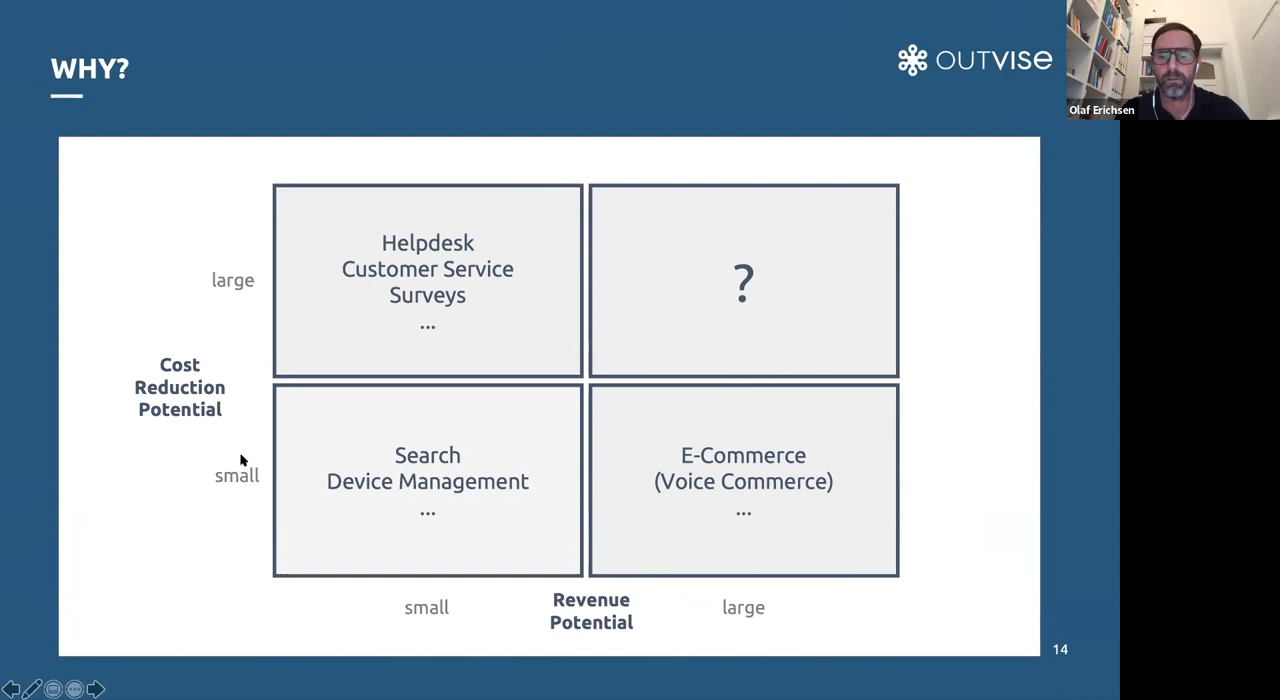 WHY?
OUTVISE
Olaf Erichsen
large
Helpdesk
Customer Service
Surveys
...
?
Cost
Reduction
Potential
small
Search
Device Management
...
E-Commerce
(Voice Commerce)
...
small
Revenue
Potential
large
14